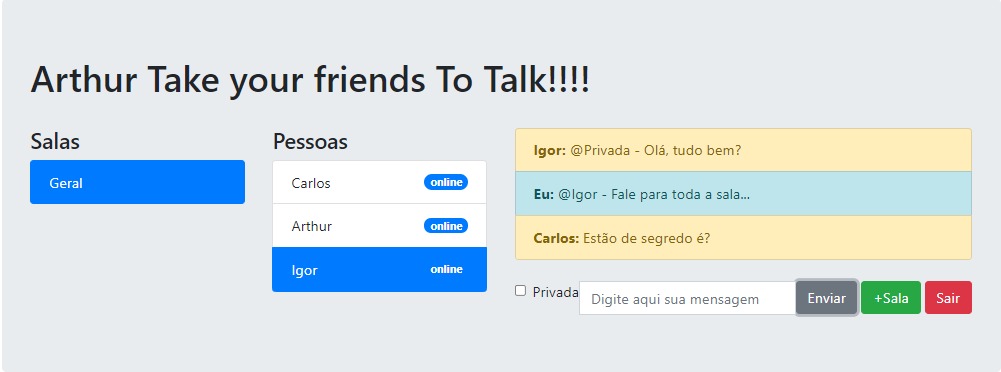 Arthur Take your friends To Talk!!!!
Salas
Geral
Pessoas
Carlos online
Arthur online
Igor online
Igor: @Privada - Olá, tudo bem?
Eu: @Igor - Fale para toda a sala...
Carlos: Estão de segredo é?
Privada Digite aqui sua mensagem Enviar +Sala Sair